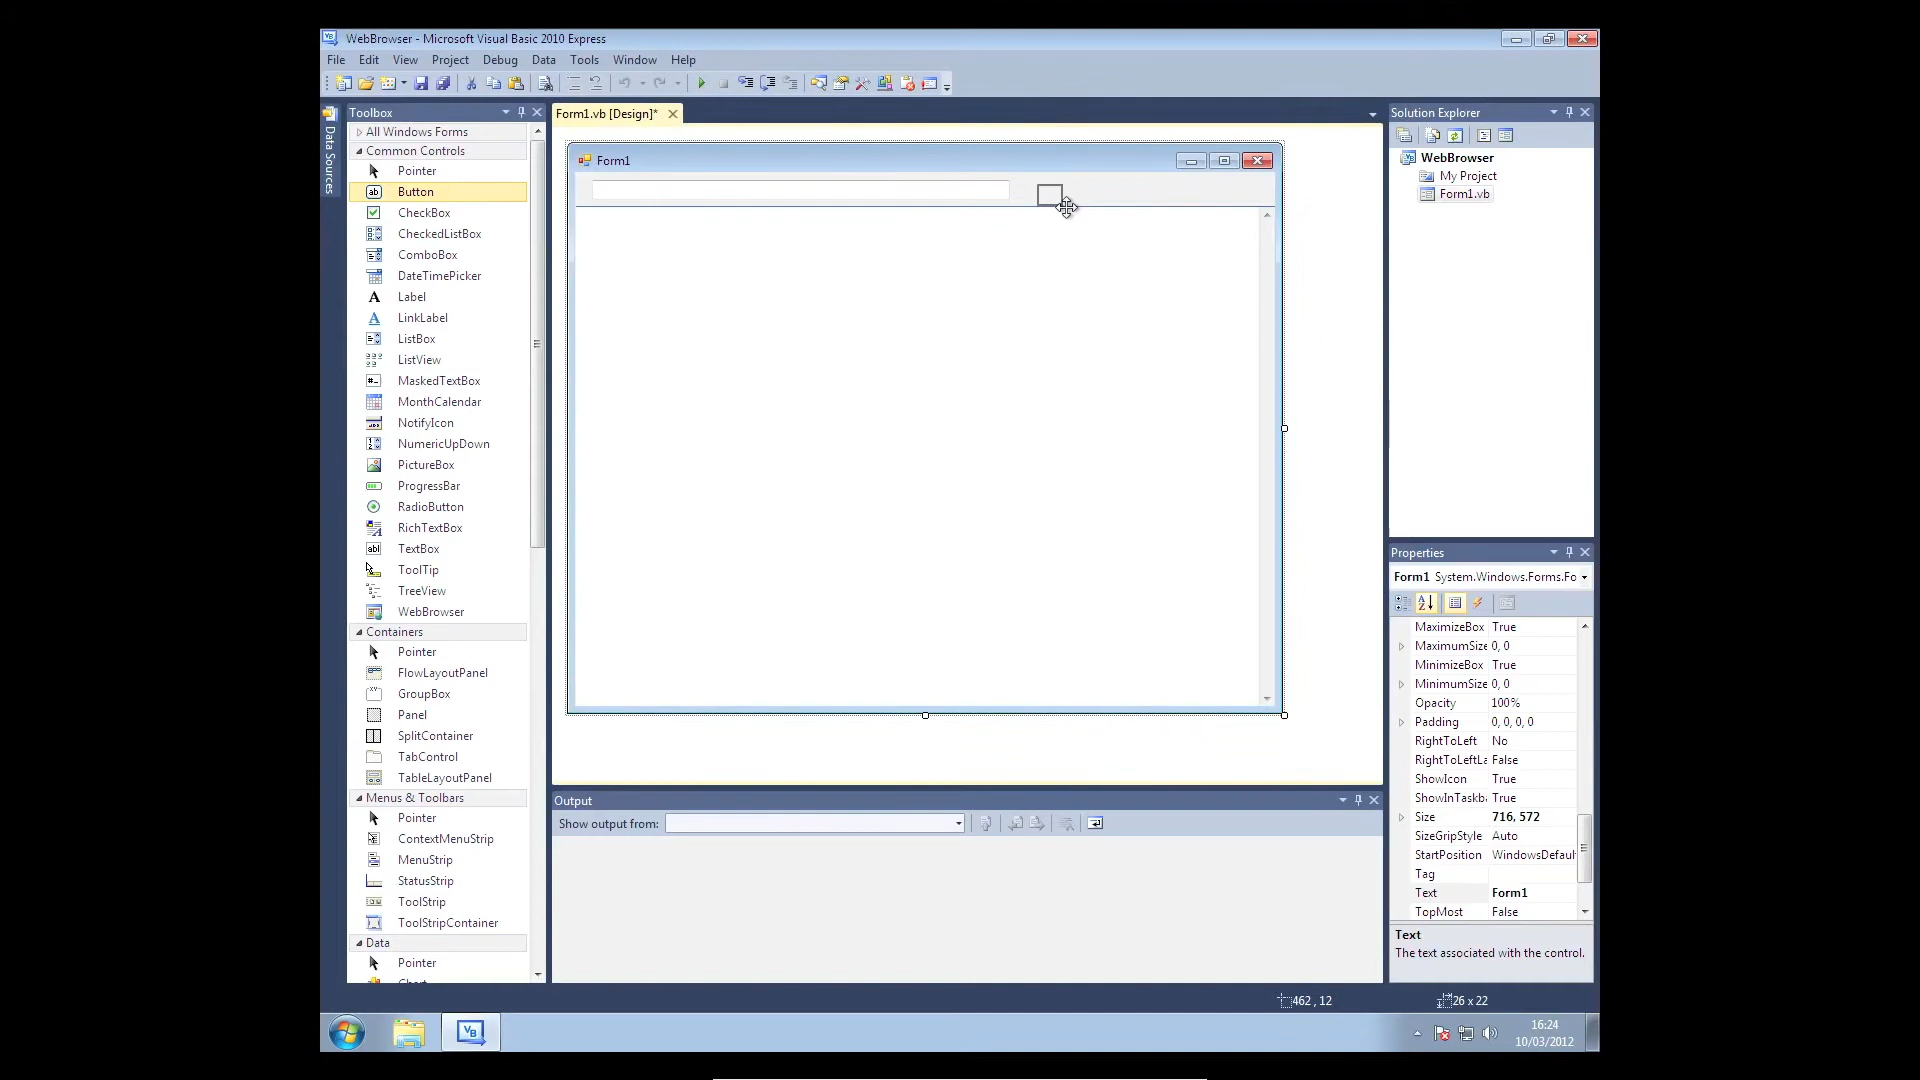 WebBrowser - Microsoft Visual Basic 2010 Express
File Edit View Project Debug Data Tools Window Help
Data Sources
Toolbox
All Windows Forms
Common Controls
Pointer
Button
CheckBox
CheckedListBox
ComboBox
DateTimePicker
Label
LinkLabel
ListBox
ListView
MaskedTextBox
MonthCalendar
NotifyIcon
NumericUpDown
PictureBox
ProgressBar
RadioButton
RichTextBox
TextBox
ToolTip
TreeView
WebBrowser
Containers
Pointer
FlowLayoutPanel
GroupBox
Panel
SplitContainer
TabControl
TableLayoutPanel
Menus & Toolbars
Pointer
ContextMenuStrip
MenuStrip
StatusStrip
ToolStrip
ToolStripContainer
Data
Pointer
Form1.vb [Design]*
Form1
Output
Show output from:
Solution Explorer
WebBrowser
My Project
Form1.vb
Properties
Form1 System.Windows.Forms.Fo
MaximizeBox True
MaximumSize 0, 0
MinimizeBox True
MinimumSize 0, 0
Opacity 100%
Padding 0, 0, 0, 0
RightToLeft No
RightToLeftLa False
ShowIcon True
ShowInTaskba True
Size 716, 572
SizeGripStyle Auto
StartPosition WindowsDefaul
Tag
Text Form1
TopMost False
Text
The text associated with the control.
462 , 12
26 x 22
16:24
10/03/2012